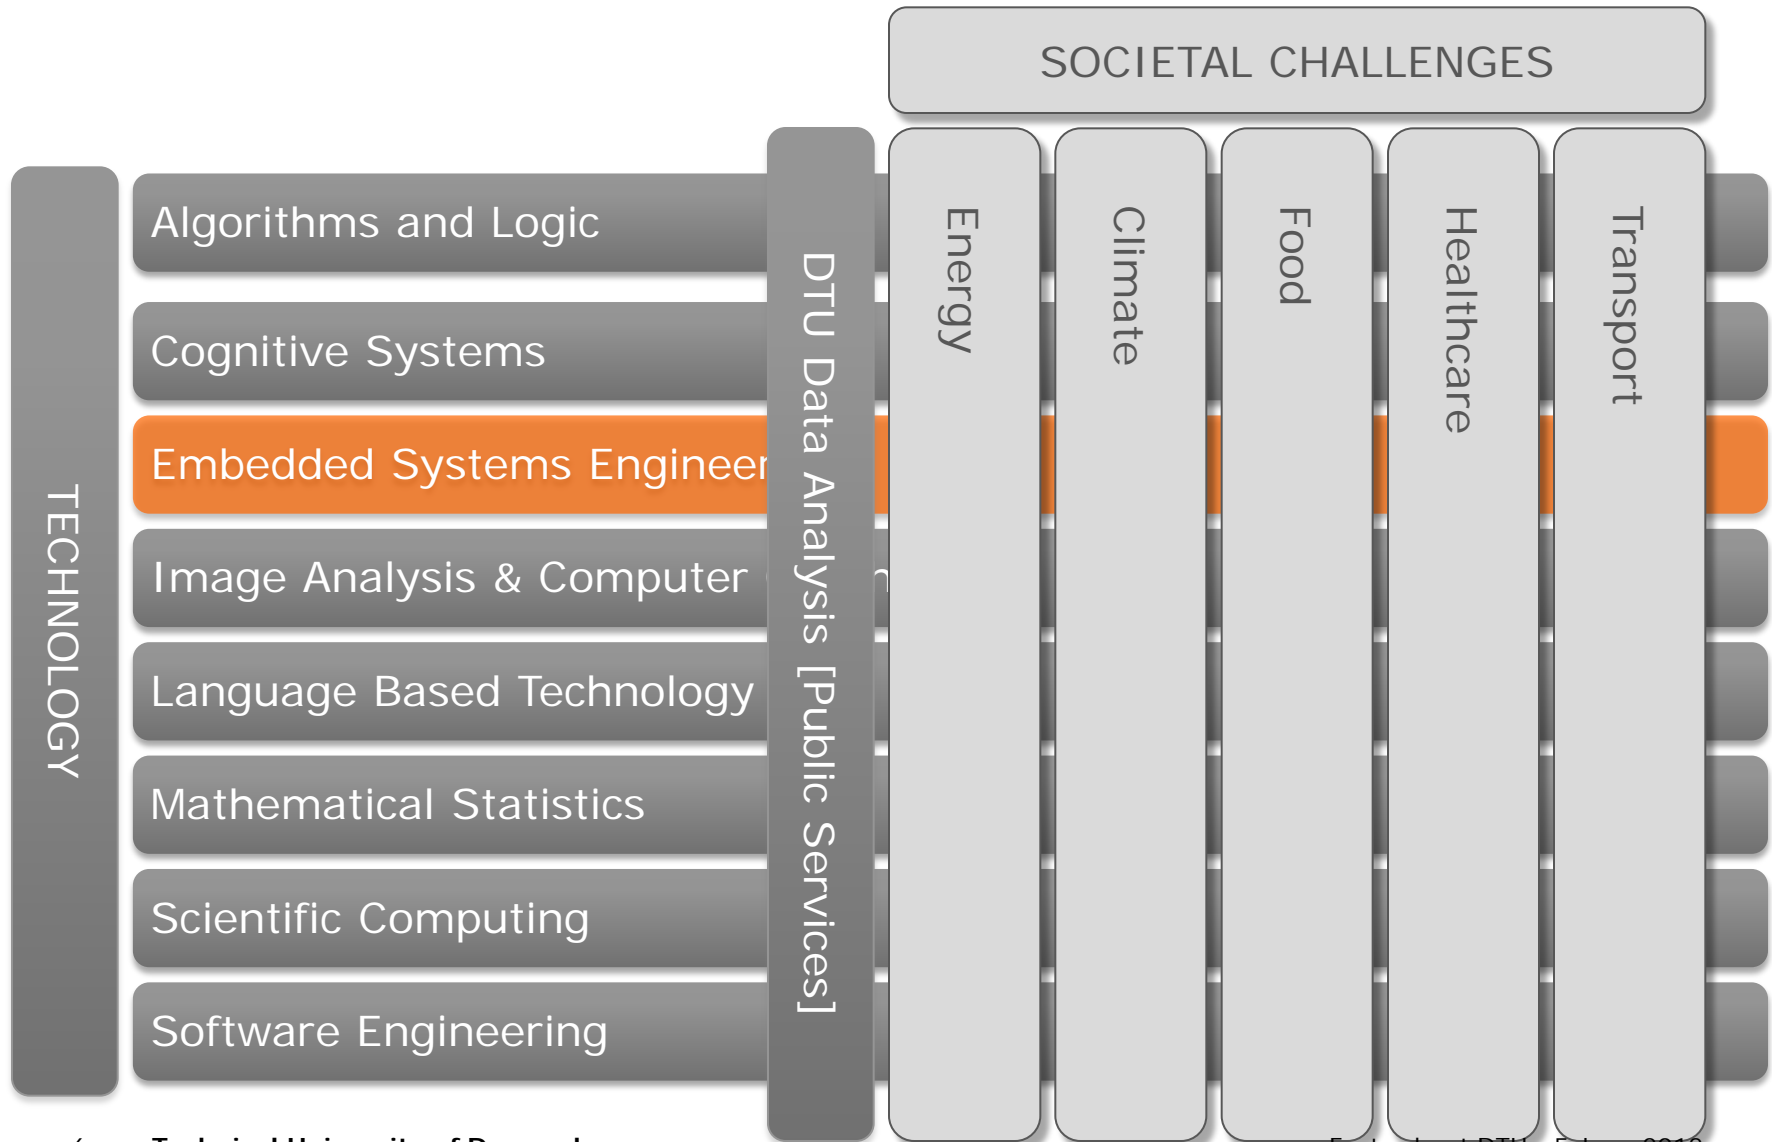 SOCIETAL CHALLENGES
TECHNOLOGY
Algorithms and Logic
Cognitive Systems
Embedded Systems Engineer
Image Analysis & Computer
Language Based Technology
Mathematical Statistics
Scientific Computing
Software Engineering
DTU Data Analysis [Public Services]
Energy
Climate
Food
Healthcare
Transport